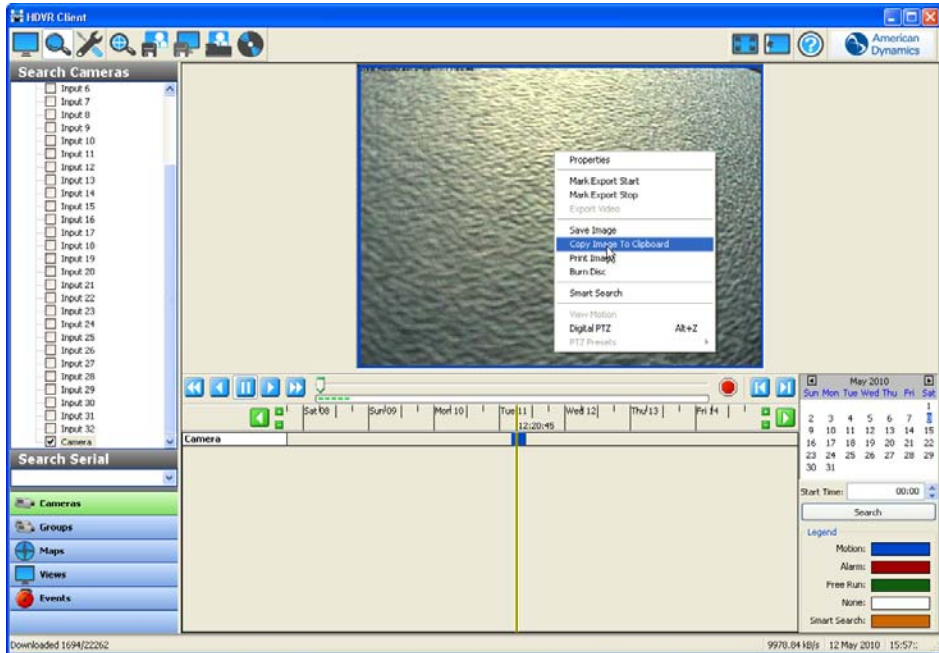 HDVR Client
American Dynamics
Search Cameras
Input 6
Input 7
Input 8
Input 9
Input 10
Input 11
Input 12
Input 13
Input 14
Input 15
Input 16
Input 17
Input 18
Input 19
Input 20
Input 21
Input 22
Input 23
Input 24
Input 25
Input 26
Input 27
Input 28
Input 29
Input 30
Input 31
Input 32
Camera
Search Serial
Cameras
Groups
Maps
Views
Events
Properties
Mark Export Start
Mark Export Stop
Export Video
Save Image
Copy Image To Clipboard
Print Image
Burn Disc
Smart Search
View Motion
Digital PTZ Alt+Z
PTZ Presets
Sat 08 Sun 09 Mon 10 Tue 11 Wed 12 Thu 13 Fri 14
12:20:45
Camera
May 2010
Sun Mon Tue Wed Thu Fri Sat
1
2 3 4 5 6 7 8
9 10 11 12 13 14 15
16 17 18 19 20 21 22
23 24 25 26 27 28 29
30 31
Start Time: 00:00
Search
Legend
Motion:
Alarm:
Free Run:
None:
Smart Search:
Downloaded 1694/22262
9978.84 kB/s 12 May 2010 15:57: